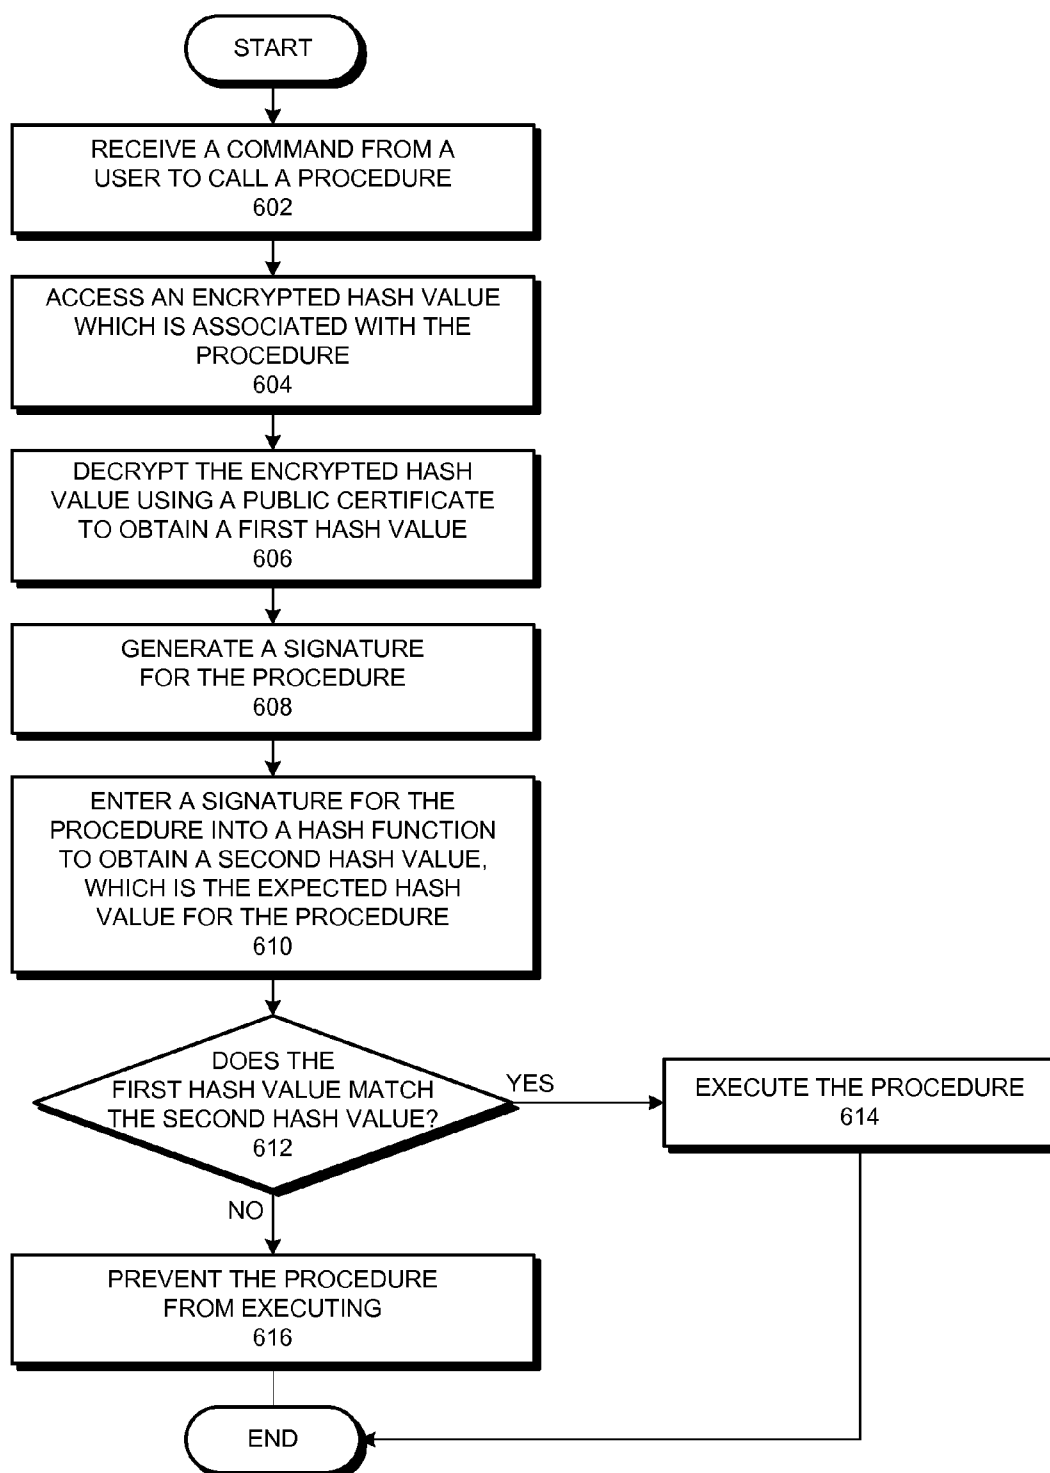 START
RECEIVE A COMMAND FROM A
USER TO CALL A PROCEDURE
602
ACCESS AN ENCRYPTED HASH VALUE
WHICH IS ASSOCIATED WITH THE
PROCEDURE
604
DECRYPT THE ENCRYPTED HASH
VALUE USING A PUBLIC CERTIFICATE
TO OBTAIN A FIRST HASH VALUE
606
GENERATE A SIGNATURE
FOR THE PROCEDURE
608
ENTER A SIGNATURE FOR THE
PROCEDURE INTO A HASH FUNCTION
TO OBTAIN A SECOND HASH VALUE,
WHICH IS THE EXPECTED HASH
VALUE FOR THE PROCEDURE
610
DOES THE
FIRST HASH VALUE MATCH
THE SECOND HASH VALUE?
612
YES
EXECUTE THE PROCEDURE
614
NO
PREVENT THE PROCEDURE
FROM EXECUTING
616
END